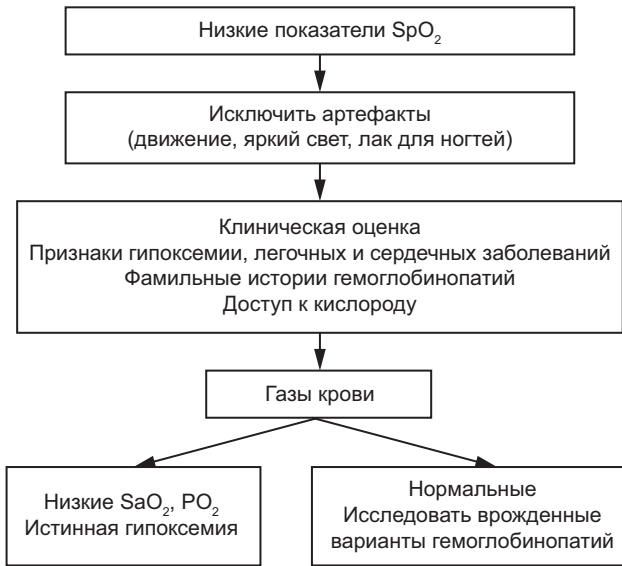 Низкие показатели SpO₂
Исключить артефакты
(движение, яркий свет, лак для ногтей)
Клиническая оценка
Признаки гипоксемии, легочных и сердечных заболеваний
Фамильные истории гемоглобинопатий
Доступ к кислороду
Газы крови
Низкие SaO₂, PO₂
Истинная гипоксемия
Нормальные
Исследовать врожденные
варианты гемоглобинопатий